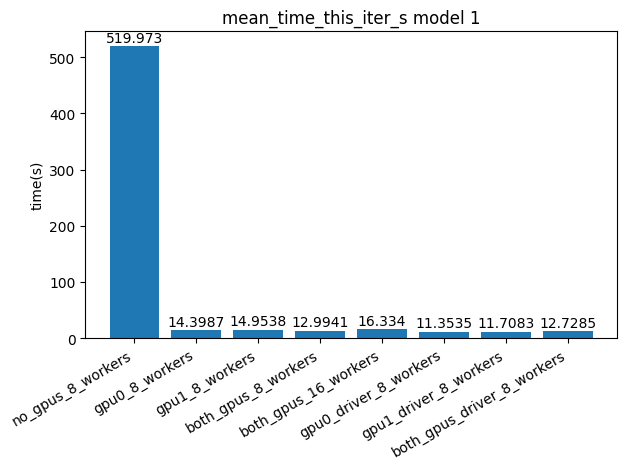 mean_time_this_iter_s model 1
519.973
500
400
300
200
100
0
time(s)
14.3987
14.9538
12.9941
16.334
11.3535
11.7083
12.7285
no_gpus_8_workers
gpu0_8_workers
gpu1_8_workers
both_gpus_8_workers
both_gpus_16_workers
gpu0_driver_8_workers
gpu1_driver_8_workers
both_gpus_driver_8_workers